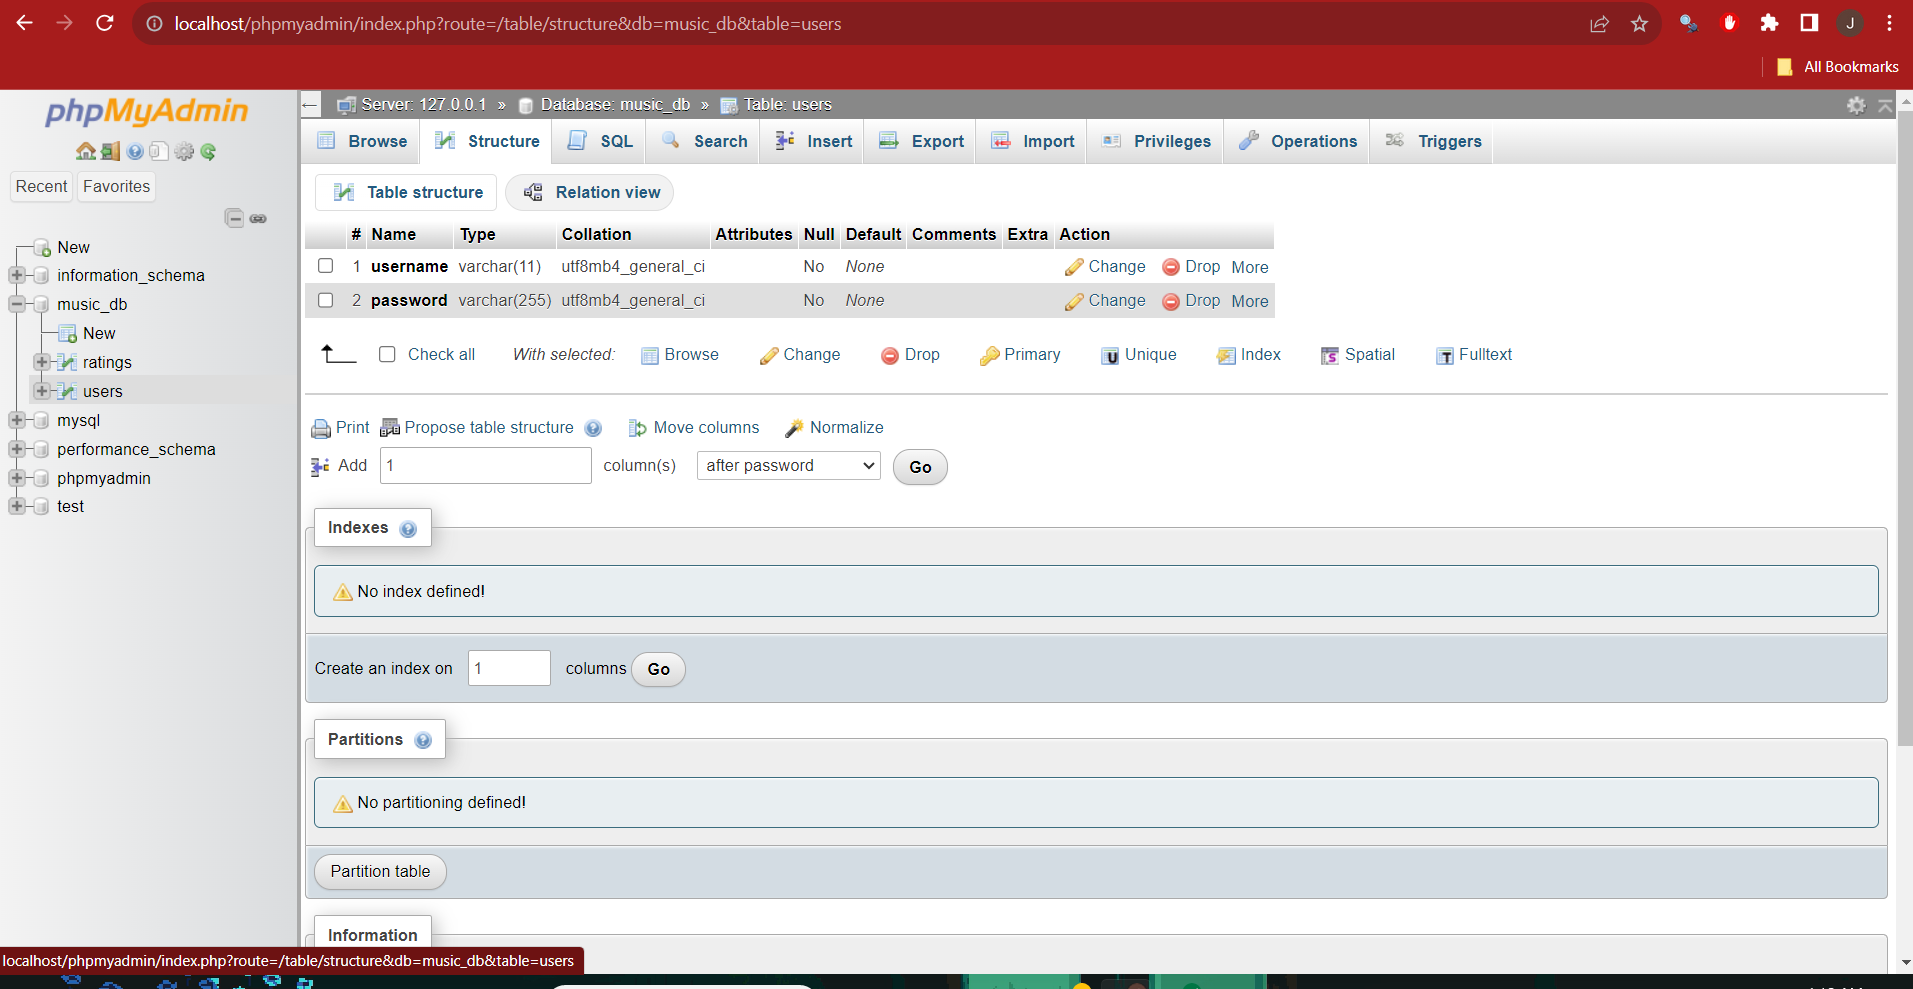 localhost/phpmyadmin/index.php?route=/table/structure&db=music_db&table=users
J
All Bookmarks
phpMyAdmin
Recent Favorites
New
information_schema
music_db
New
ratings
users
mysql
performance_schema
phpmyadmin
test
Server: 127.0.0.1 » Database: music_db » Table: users
Browse Structure SQL Search Insert Export Import Privileges Operations Triggers
Table structure Relation view
# Name Type Collation Attributes Null Default Comments Extra Action
1 username varchar(11) utf8mb4_general_ci No None Change Drop More
2 password varchar(255) utf8mb4_general_ci No None Change Drop More
Check all With selected: Browse Change Drop Primary Unique Index Spatial Fulltext
Print Propose table structure Move columns Normalize
Add 1 column(s) after password Go
Indexes
No index defined!
Create an index on 1 columns Go
Partitions
No partitioning defined!
Partition table
Information
localhost/phpmyadmin/index.php?route=/table/structure&db=music_db&table=users